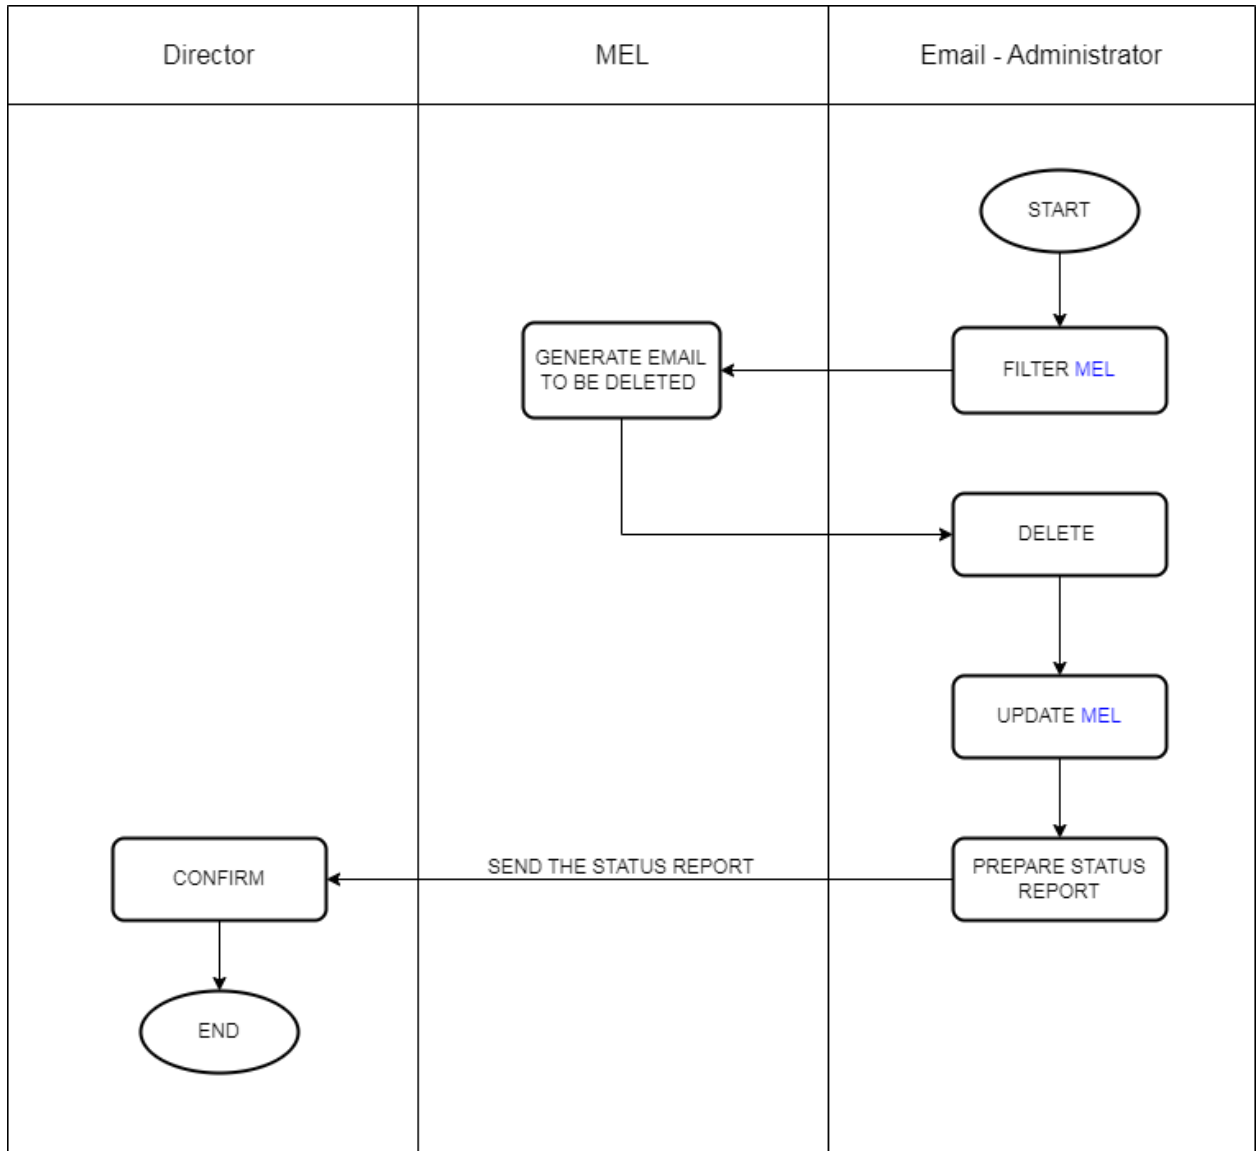 Director
MEL
Email - Administrator
START
GENERATE EMAIL
TO BE DELETED
FILTER MEL
DELETE
UPDATE MEL
CONFIRM
SEND THE STATUS REPORT
PREPARE STATUS
REPORT
END